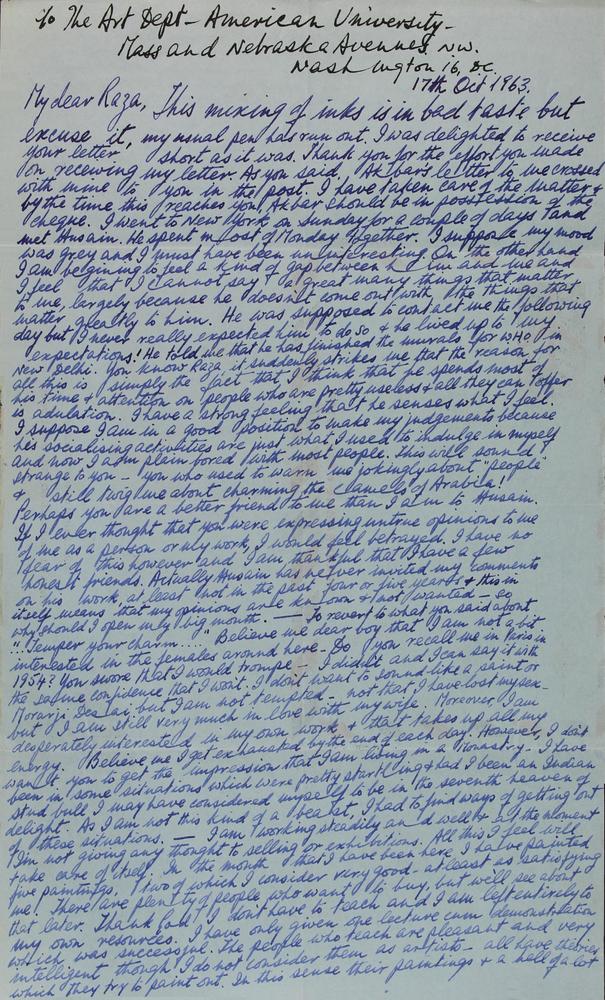 c/o The Art Dept - American University -
Mass and Nebraska Avenues, N.W.
Washington 16, D.C.
17th Oct 1963.
My dear Raza, This mixing of inks is in bad taste but
excuse it, my usual pen has run out. I was delighted to receive
your letter short as it was. Thank you for the effort you made
on receiving my letter. As you said, Akbar's letter to me crossed
with mine to you in the post. I have taken care of the matter &
by the time this reaches you Akbar should be in possession of the
cheque. I went to New York on Sunday for a couple of days and
met Husain. We spent most of Monday together. I suppose my mood
was grey and I must have been uninteresting. On the other hand
I am beginning to feel a kind of gap between him and me and
I feel that I cannot say a great many things that matter
to me, largely because he doesn't come out with the things that
matter greatly to him. He was supposed to contact me the following
day but I never really expected him to do so & he lived up to my
expectations! He told me that he has finished the murals for WHO in
New Delhi. You know Raza, it suddenly strikes me that the reason for
all this is simply the fact that I think that he spends most of
his time & attention on people who are pretty useless & all they can offer
is adulation. I have a strong feeling that he senses what I feel.
I suppose I am in a good position to make my judgements because
his socialising activities are just what I used to indulge in myself
and now I am plain bored with most people. This will sound
strange to you - you who used to warn me jokingly about "people"
& still twig me about charming the camels of Arabia!
Perhaps you are a better friend to me than I am to Husain.
If I ever thought that you were expressing untrue opinions to me
of me as a person or my work, I would feel betrayed. I have no
fear of this however and I am thankful that I have a few
honest friends. Actually Husain has never invited my comments
on his work, at least not in the past four or five years & this in
itself means that my opinions are known & not wanted - so
why should I open my big mouth. — To revert to what you said about
"Temper your charm...." Believe me dear boy that I am not a bit
interested in the females around here. Do you recall me in Paris in
1954? You swore that I would trompe - I didn't and I can say it with
the same confidence that I won't. I don't want to sound like a saint or
Morarji Desai but I am not tempted - not that I have lost my sex-
but I am still very much in love with my wife. Moreover I am
desperately interested in my own work & that takes up all my
energy. Believe me I get exhausted by the end of each day. However, I don't
want you to get the impression that I am living in a Monastry - I have
been in some situations which were pretty startling & had I been an Indian
stud bull I may have considered myself to be in the seventh heaven of
delight. As I am not this kind of a beast, I had to find ways of getting out
of these situations. — I am working steadily and well & at the moment
I'm not giving any thought to selling or exhibitions. All this I feel will
take care of itself. In the month that I have been here I have painted
five paintings, two of which I consider very good - at least as satisfying
me! There are plenty of people who want to buy, but we'll see about
that later. Thank God I don't have to teach and I am left entirely to
my own resources. I have only given one lecture cum demonstration
which was successful. The people who teach are pleasant and very
intelligent though I do not consider them as artists - all have theories
which they try to paint out. In this sense their paintings & a hell of a lot